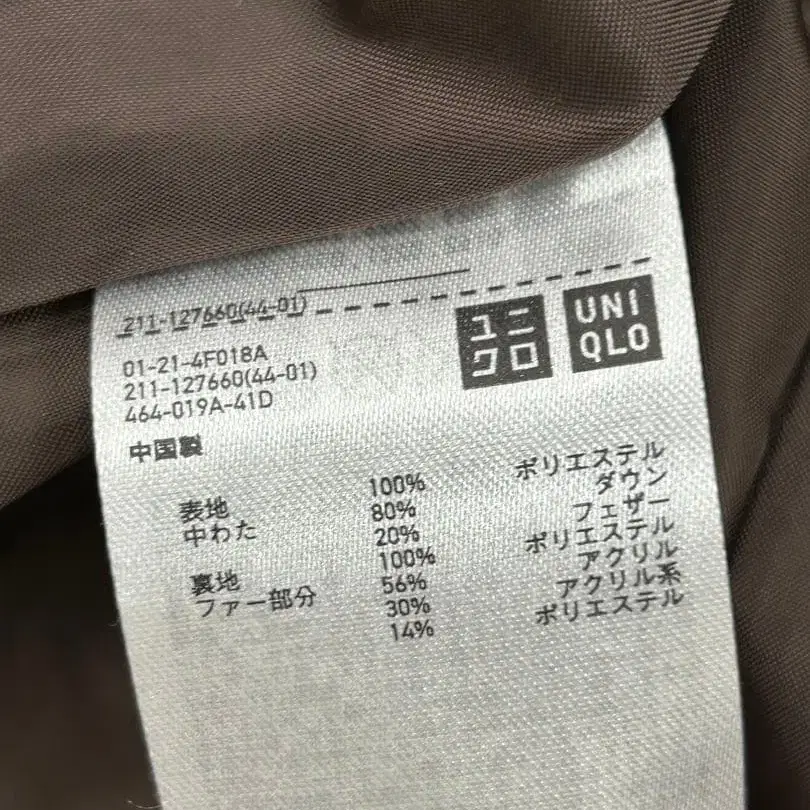 211-127660(44-01)
ユニクロ
UNIQLO
01-21-4F018A
211-127660(44-01)
464-019A-41D
中国製
表地 100% ポリエステル
中わた 80% ダウン
20% フェザー
裏地 100% ポリエステル
ファー部分 56% アクリル
30% アクリル系
14% ポリエステル